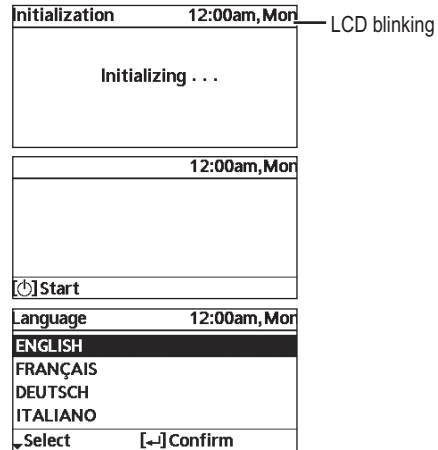 Initialization 12:00am, Mon
LCD blinking
Initializing . . .
12:00am, Mon
[⏻] Start
Language 12:00am, Mon
ENGLISH
FRANÇAIS
DEUTSCH
ITALIANO
Select [↵] Confirm